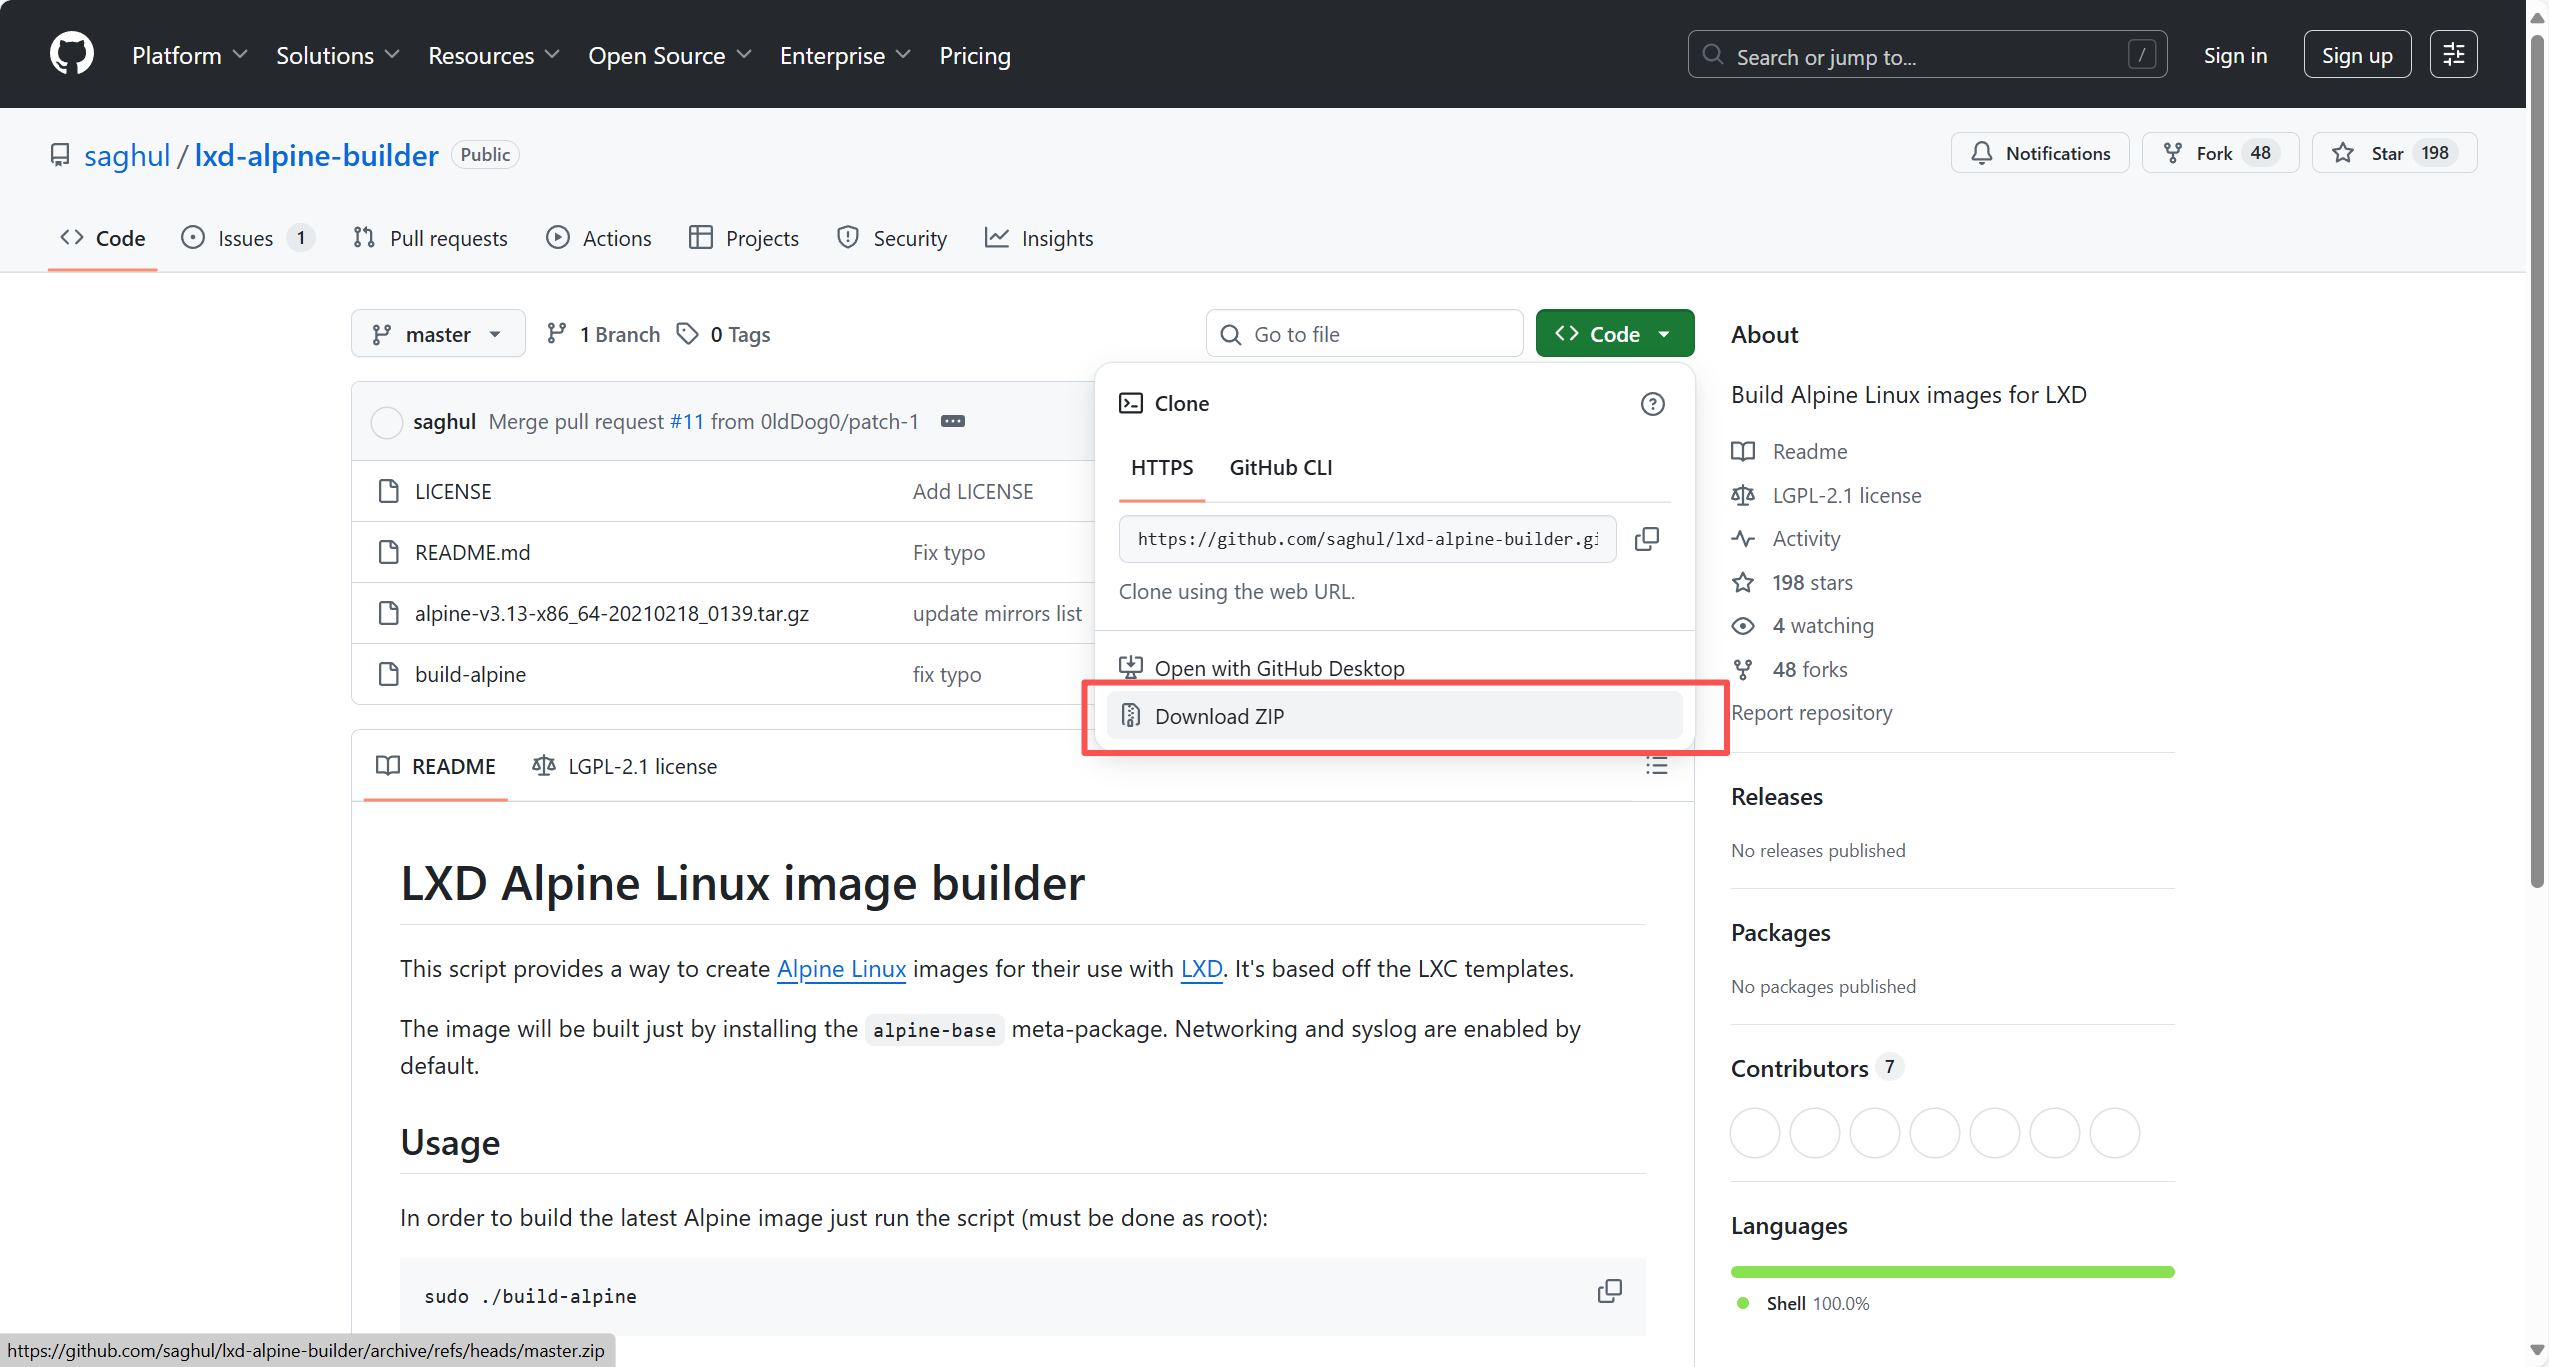 Platform Solutions Resources Open Source Enterprise Pricing Search or jump to... / Sign in Sign up
saghul / lxd-alpine-builder Public Notifications Fork 48 Star 198
Code Issues 1 Pull requests Actions Projects Security Insights
master 1 Branch 0 Tags Go to file Code
saghul Merge pull request #11 from 0ldDog0/patch-1
LICENSE Add LICENSE
README.md Fix typo
alpine-v3.13-x86_64-20210218_0139.tar.gz update mirrors list
build-alpine fix typo
Clone
HTTPS GitHub CLI
https://github.com/saghul/lxd-alpine-builder.gi
Clone using the web URL.
Open with GitHub Desktop
Download ZIP
README LGPL-2.1 license
LXD Alpine Linux image builder
This script provides a way to create Alpine Linux images for their use with LXD. It's based off the LXC templates.
The image will be built just by installing the alpine-base meta-package. Networking and syslog are enabled by
default.
Usage
In order to build the latest Alpine image just run the script (must be done as root):
sudo ./build-alpine
About
Build Alpine Linux images for LXD
Readme
LGPL-2.1 license
Activity
198 stars
4 watching
48 forks
Report repository
Releases
No releases published
Packages
No packages published
Contributors 7
Languages
Shell 100.0%
https://github.com/saghul/lxd-alpine-builder/archive/refs/heads/master.zip